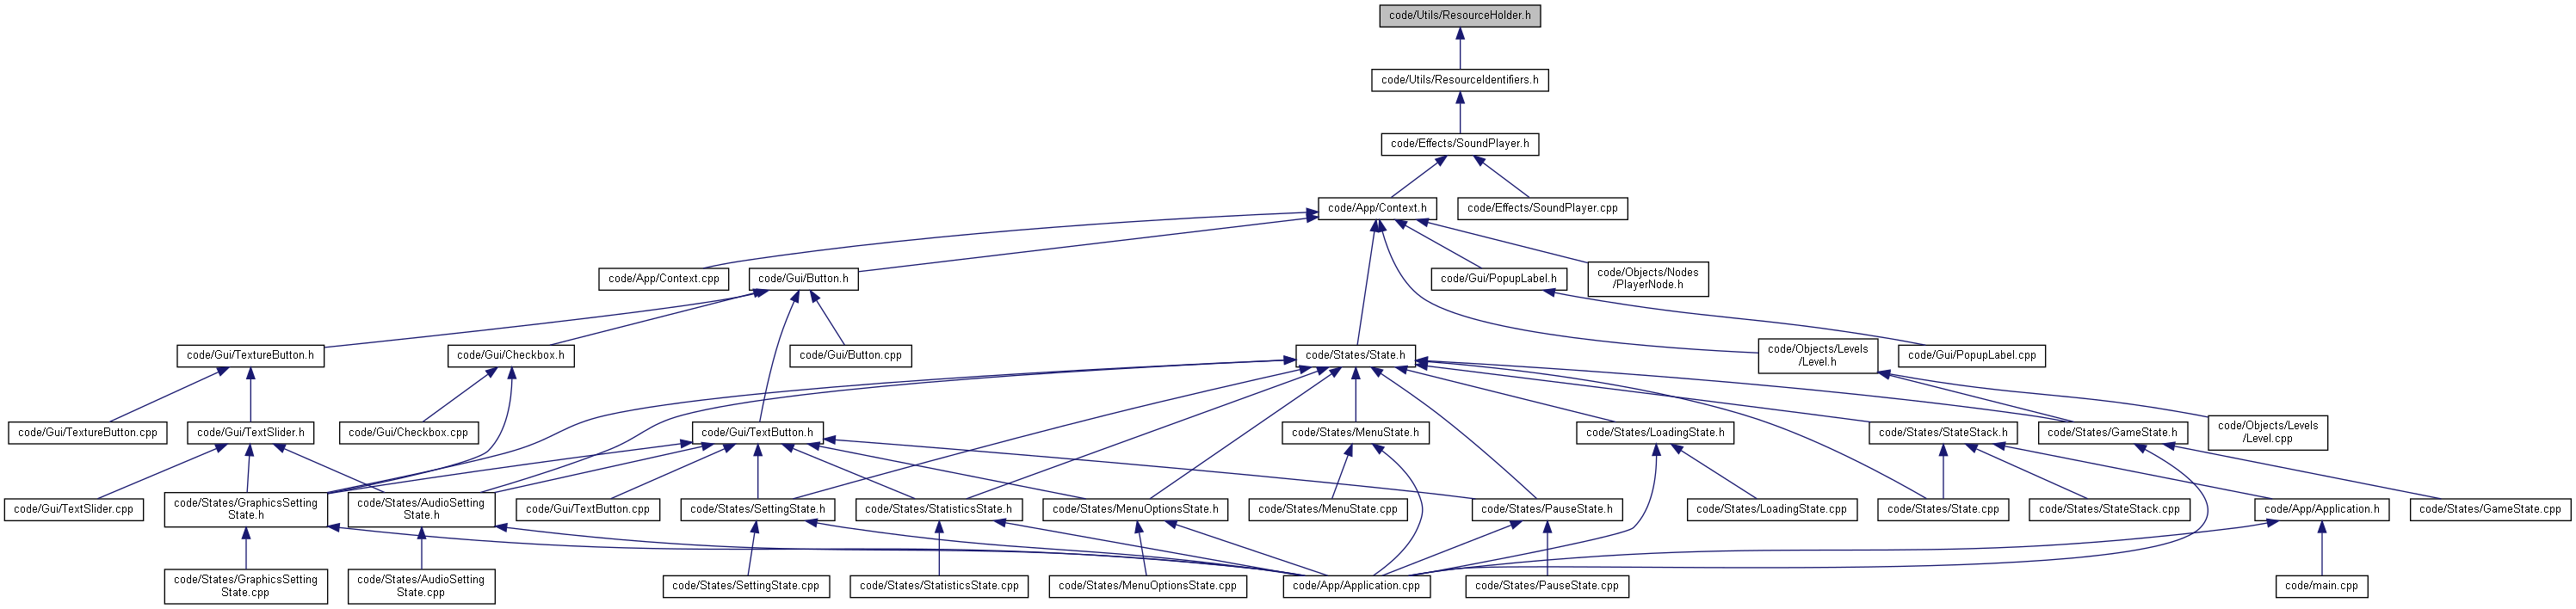 code/Utils/ResourceHolder.h
code/Utils/ResourceIdentifiers.h
code/Effects/SoundPlayer.h
code/App/Context.h
code/Effects/SoundPlayer.cpp
code/App/Context.cpp
code/Gui/Button.h
code/Gui/PopupLabel.h
code/Objects/Nodes
/PlayerNode.h
code/Gui/TextureButton.h
code/Gui/Checkbox.h
code/Gui/Button.cpp
code/States/State.h
code/Objects/Levels
/Level.h
code/Gui/PopupLabel.cpp
code/Gui/TextureButton.cpp
code/Gui/TextSlider.h
code/Gui/Checkbox.cpp
code/Gui/TextButton.h
code/States/MenuState.h
code/States/LoadingState.h
code/States/StateStack.h
code/States/GameState.h
code/Objects/Levels
/Level.cpp
code/Gui/TextSlider.cpp
code/States/GraphicsSetting
State.h
code/States/AudioSetting
State.h
code/Gui/TextButton.cpp
code/States/SettingState.h
code/States/StatisticsState.h
code/States/MenuOptionsState.h
code/States/MenuState.cpp
code/States/PauseState.h
code/States/LoadingState.cpp
code/States/State.cpp
code/States/StateStack.cpp
code/App/Application.h
code/States/GameState.cpp
code/States/GraphicsSetting
State.cpp
code/States/AudioSetting
State.cpp
code/States/SettingState.cpp
code/States/StatisticsState.cpp
code/States/MenuOptionsState.cpp
code/App/Application.cpp
code/States/PauseState.cpp
code/main.cpp